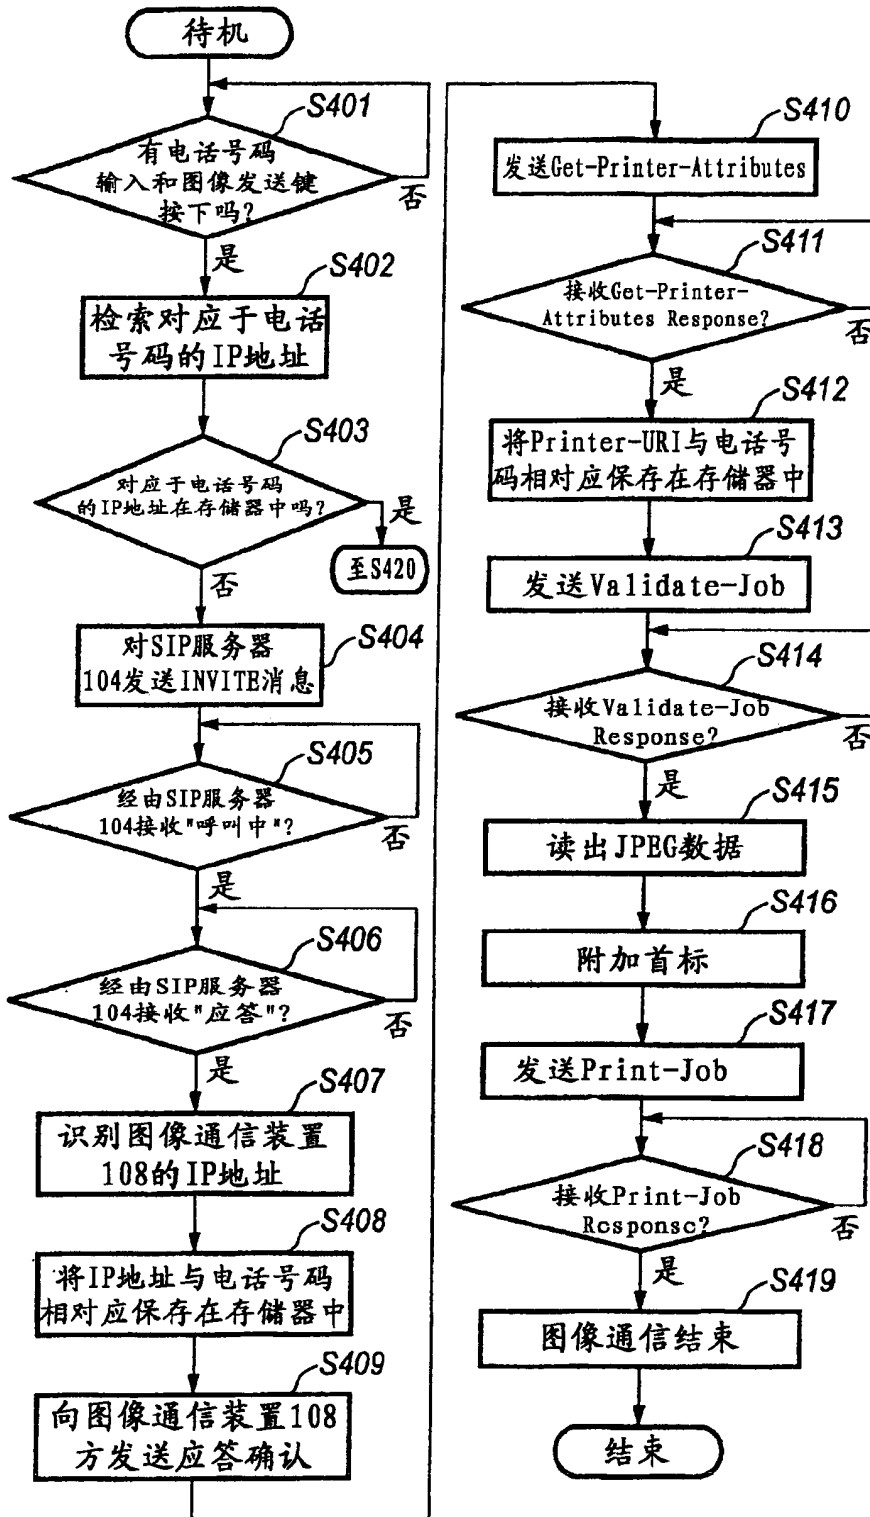 待机
S401
有电话号码
输入和图像发送键
按下吗?
否
是
S402
检索对应于电话
号码的IP地址
S403
对应于电话号码
的IP地址在存储器中吗?
是
至S420
否
S404
对SIP服务器
104发送INVITE消息
S405
经由SIP服务器
104接收"呼叫中"?
否
是
S406
经由SIP服务器
104接收"应答"?
否
是
S407
识别图像通信装置
108的IP地址
S408
将IP地址与电话号码
相对应保存在存储器中
S409
向图像通信装置108
方发送应答确认
S410
发送Get-Printer-Attributes
S411
接收Get-Printer-
Attributes Response?
否
是
S412
将Printer-URI与电话号
码相对应保存在存储器中
S413
发送Validate-Job
S414
接收Validate-Job
Response?
否
是
S415
读出JPEG数据
S416
附加首标
S417
发送Print-Job
S418
接收Print-Job
Response?
否
是
S419
图像通信结束
结束